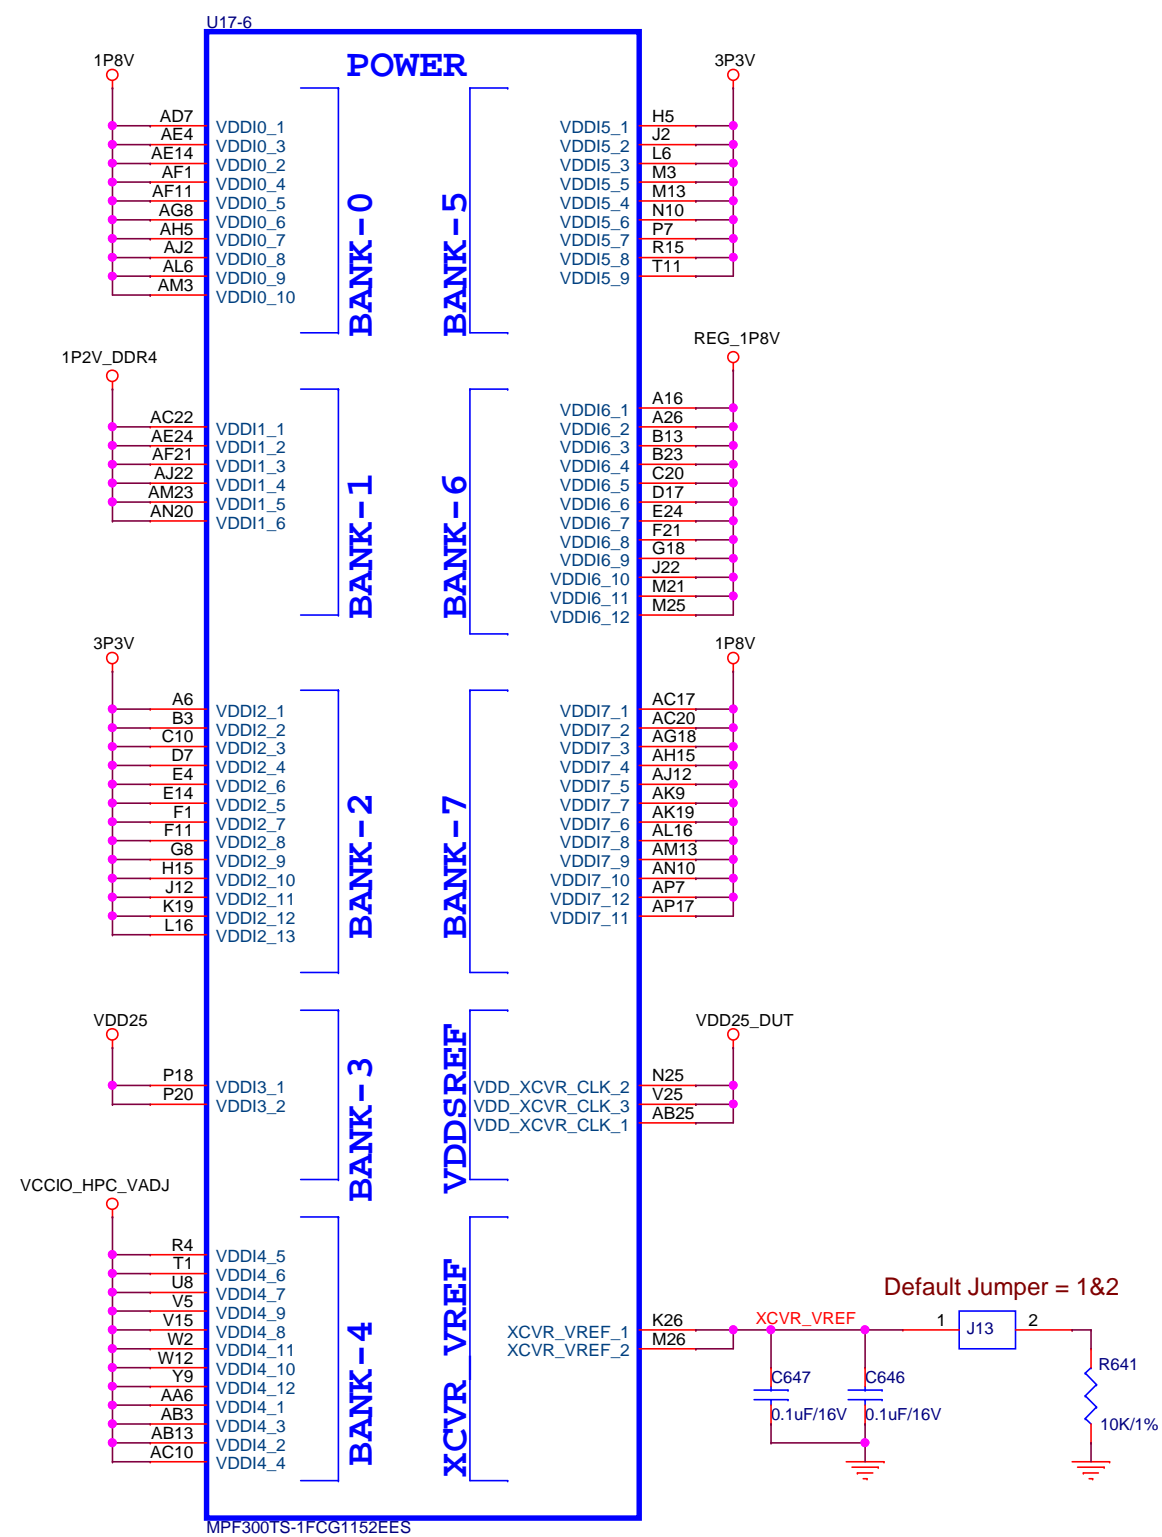 U17-6
POWER
1P8V
AD7 VDDI0_1
AE4 VDDI0_3
AE14 VDDI0_2
AF1 VDDI0_4
AF11 VDDI0_5
AG8 VDDI0_6
AH5 VDDI0_7
AJ2 VDDI0_8
AL6 VDDI0_9
AM3 VDDI0_10
BANK-0
3P3V
VDDI5_1 H5
VDDI5_2 J2
VDDI5_3 L6
VDDI5_5 M3
VDDI5_4 M13
VDDI5_6 N10
VDDI5_7 P7
VDDI5_8 R15
VDDI5_9 T11
BANK-5
1P2V_DDR4
AC22 VDDI1_1
AE24 VDDI1_2
AF21 VDDI1_3
AJ22 VDDI1_4
AM23 VDDI1_5
AN20 VDDI1_6
BANK-1
REG_1P8V
VDDI6_1 A16
VDDI6_2 A26
VDDI6_3 B13
VDDI6_4 B23
VDDI6_5 C20
VDDI6_6 D17
VDDI6_7 E24
VDDI6_8 F21
VDDI6_9 G18
VDDI6_10 J22
VDDI6_11 M21
VDDI6_12 M25
BANK-6
3P3V
A6 VDDI2_1
B3 VDDI2_2
C10 VDDI2_3
D7 VDDI2_4
E4 VDDI2_6
E14 VDDI2_5
F1 VDDI2_7
F11 VDDI2_8
G8 VDDI2_9
H15 VDDI2_10
J12 VDDI2_11
K19 VDDI2_12
L16 VDDI2_13
BANK-2
1P8V
VDDI7_1 AC17
VDDI7_2 AC20
VDDI7_3 AG18
VDDI7_4 AH15
VDDI7_5 AJ12
VDDI7_7 AK9
VDDI7_6 AK19
VDDI7_8 AL16
VDDI7_9 AM13
VDDI7_10 AN10
VDDI7_12 AP7
VDDI7_11 AP17
BANK-7
VDD25
P18 VDDI3_1
P20 VDDI3_2
BANK-3
VDD25_DUT
VDD_XCVR_CLK_2 N25
VDD_XCVR_CLK_3 V25
VDD_XCVR_CLK_1 AB25
VDDSREF
VCCIO_HPC_VADJ
R4 VDDI4_5
T1 VDDI4_6
U8 VDDI4_7
V5 VDDI4_9
V15 VDDI4_8
W2 VDDI4_11
W12 VDDI4_10
Y9 VDDI4_12
AA6 VDDI4_1
AB3 VDDI4_3
AB13 VDDI4_2
AC10 VDDI4_4
BANK-4
XCVR_VREF_1 K26
XCVR_VREF_2 M26
XCVR VREF
Default Jumper = 1&2
XCVR_VREF
1 J13 2
C647
0.1uF/16V
C646
0.1uF/16V
R641
10K/1%
MPF300TS-1FCG1152EES